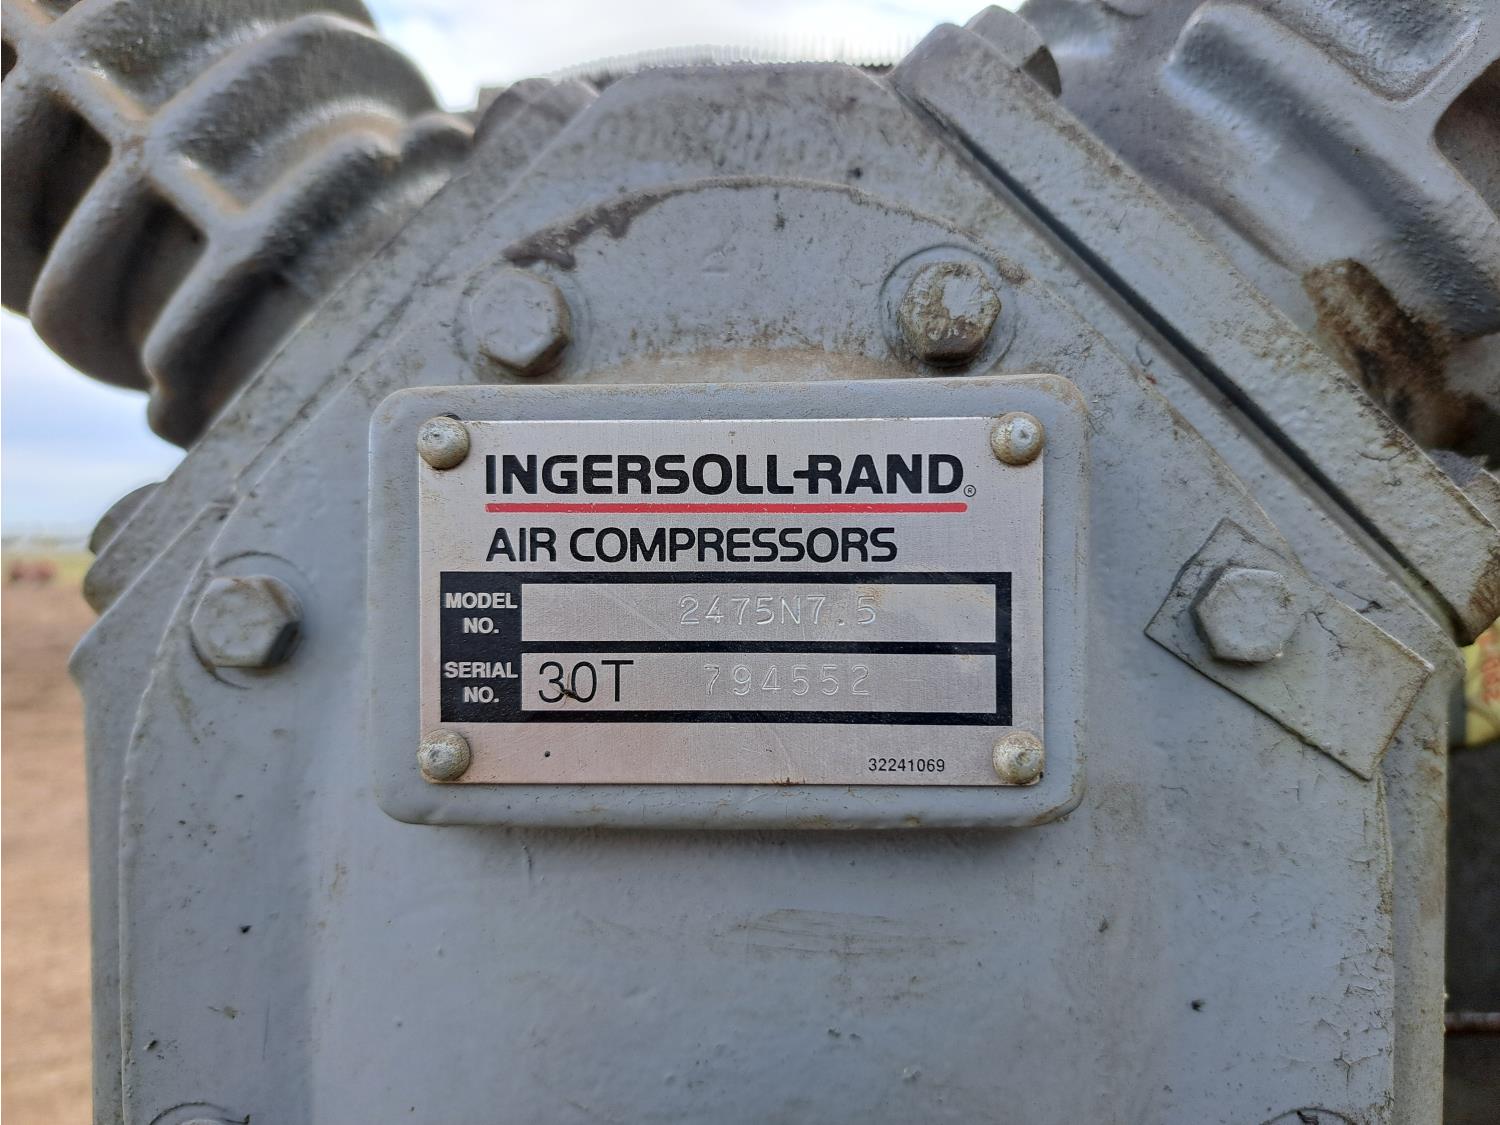 INGERSOLL-RAND®
AIR COMPRESSORS
MODEL NO. 2475N7.5
SERIAL NO. 30T 794552
32241069